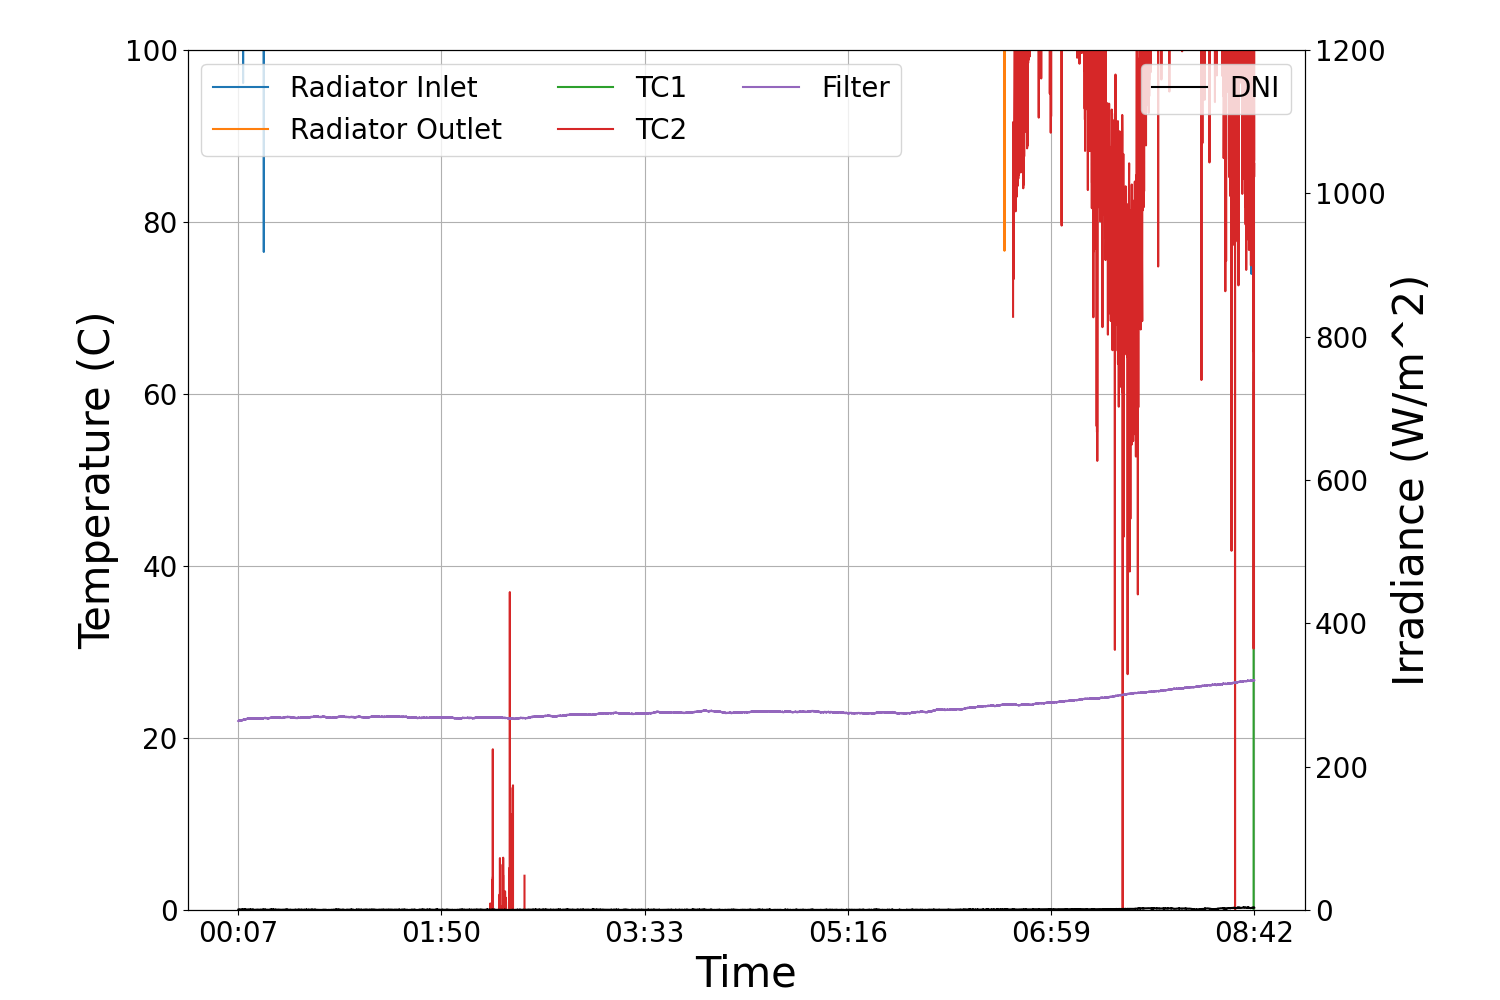 100
80
60
40
20
0
Temperature (C)
Radiator Inlet
Radiator Outlet
TC1
TC2
Filter
DNI
1200
1000
800
600
400
200
0
Irradiance (W/m^2)
00:07 01:50 03:33 05:16 06:59 08:42
Time